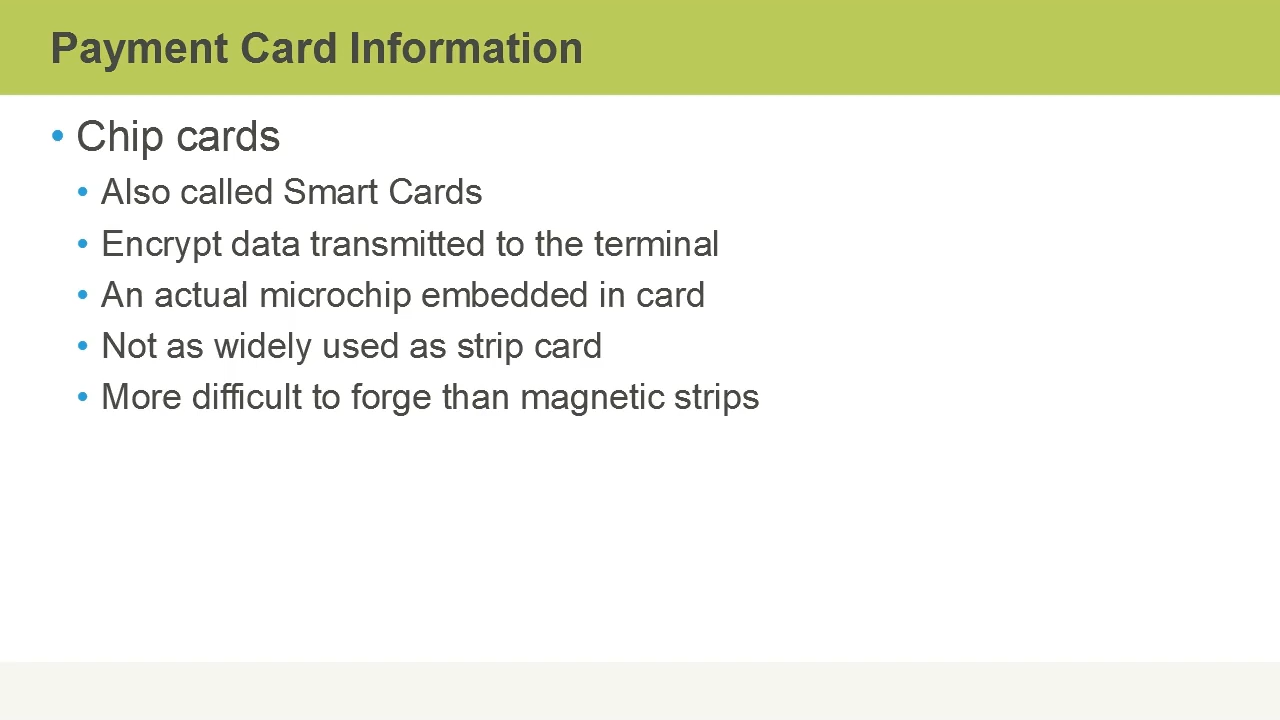 Payment Card Information
• Chip cards
• Also called Smart Cards
• Encrypt data transmitted to the terminal
• An actual microchip embedded in card
• Not as widely used as strip card
• More difficult to forge than magnetic strips